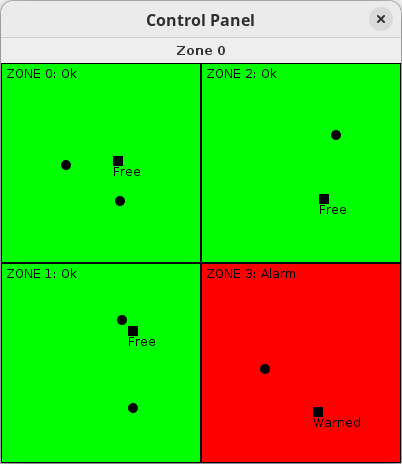 Control Panel
Zone 0
ZONE 0: Ok
Free
ZONE 2: Ok
Free
ZONE 1: Ok
Free
ZONE 3: Alarm
Warned